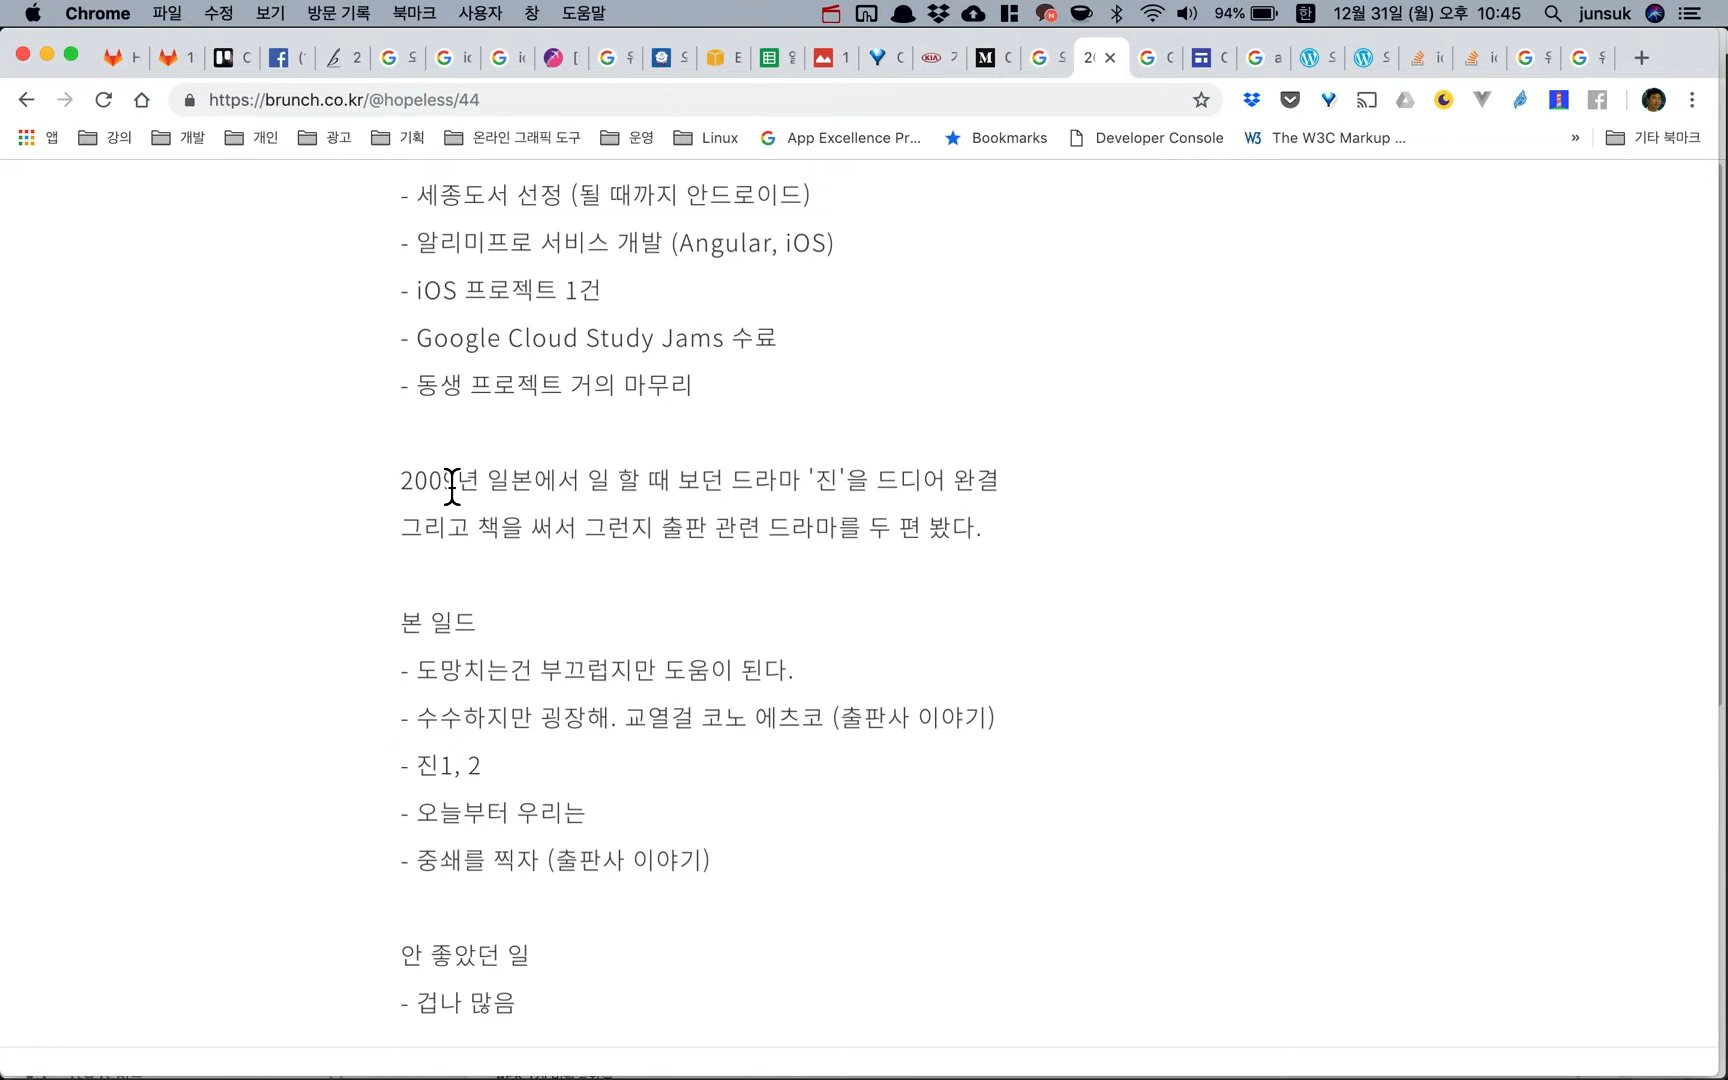 Chrome 파일 수정 보기 방문 기록 북마크 사용자 창 도움말 94% 한 12월 31일 (월) 오후 10:45 junsuk
https://brunch.co.kr/@hopeless/44
앱 강의 개발 개인 광고 기획 온라인 그래픽 도구 운영 Linux App Excellence Pr... Bookmarks Developer Console The W3C Markup ... » 기타 북마크
- 세종도서 선정 (될 때까지 안드로이드)
- 알리미프로 서비스 개발 (Angular, iOS)
- iOS 프로젝트 1건
- Google Cloud Study Jams 수료
- 동생 프로젝트 거의 마무리
2009년 일본에서 일 할 때 보던 드라마 '진'을 드디어 완결
그리고 책을 써서 그런지 출판 관련 드라마를 두 편 봤다.
본 일드
- 도망치는건 부끄럽지만 도움이 된다.
- 수수하지만 굉장해. 교열걸 코노 에츠코 (출판사 이야기)
- 진1, 2
- 오늘부터 우리는
- 중쇄를 찍자 (출판사 이야기)
안 좋았던 일
- 겁나 많음